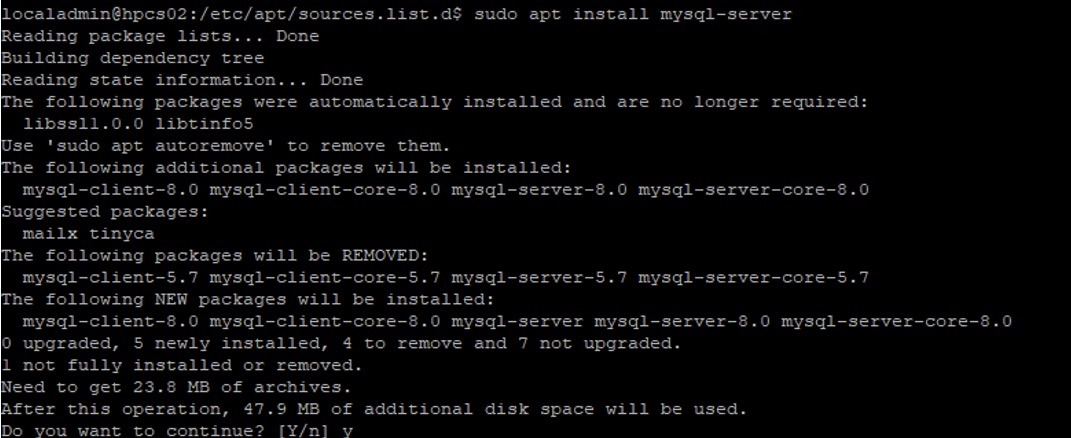 localadmin@hpcs02:/etc/apt/sources.list.d$ sudo apt install mysql-server
Reading package lists... Done
Building dependency tree
Reading state information... Done
The following packages were automatically installed and are no longer required:
  libssl1.0.0 libtinfo5
Use 'sudo apt autoremove' to remove them.
The following additional packages will be installed:
  mysql-client-8.0 mysql-client-core-8.0 mysql-server-8.0 mysql-server-core-8.0
Suggested packages:
  mailx tinyca
The following packages will be REMOVED:
  mysql-client-5.7 mysql-client-core-5.7 mysql-server-5.7 mysql-server-core-5.7
The following NEW packages will be installed:
  mysql-client-8.0 mysql-client-core-8.0 mysql-server mysql-server-8.0 mysql-server-core-8.0
0 upgraded, 5 newly installed, 4 to remove and 7 not upgraded.
1 not fully installed or removed.
Need to get 23.8 MB of archives.
After this operation, 47.9 MB of additional disk space will be used.
Do you want to continue? [Y/n] y